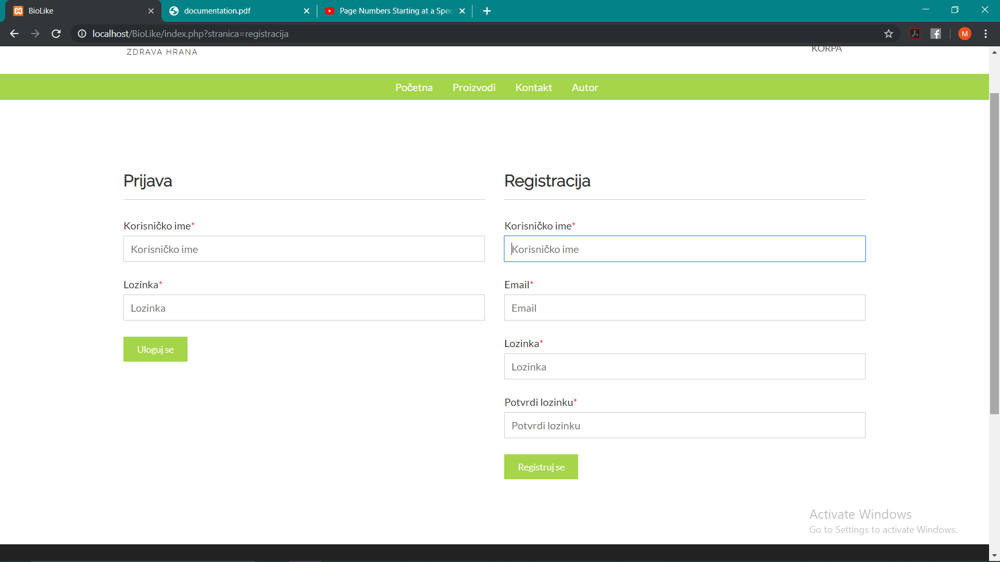 BioLike
documentation.pdf
Page Numbers Starting at a Spec
localhost/BioLike/index.php?stranica=registracija
M
ZDRAVA HRANA
KORPA
Početna Proizvodi Kontakt Autor
Prijava
Korisničko ime*
Korisničko ime
Lozinka*
Lozinka
Uloguj se
Registracija
Korisničko ime*
Korisničko ime
Email*
Email
Lozinka*
Lozinka
Potvrdi lozinku*
Potvrdi lozinku
Registruj se
Activate Windows
Go to Settings to activate Windows.